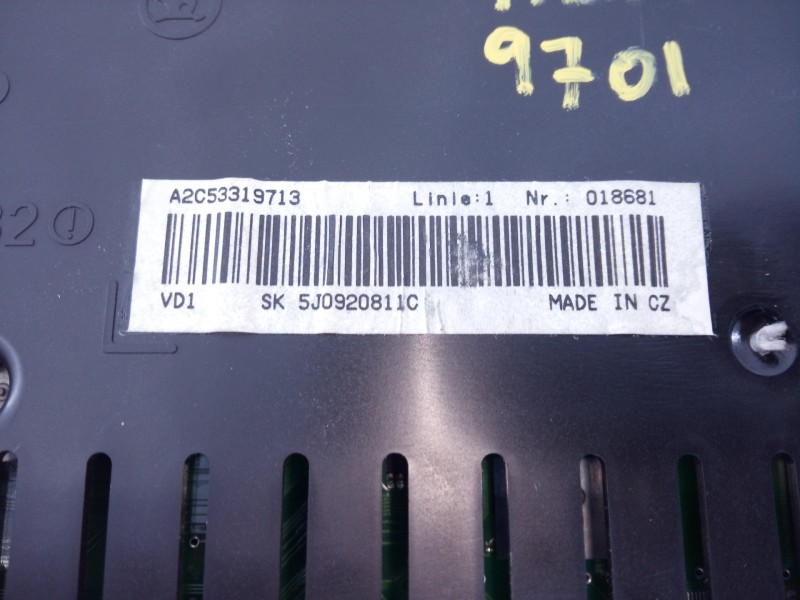 9701
A2C53319713 Linie:1 Nr.: 018681
VD1 SK 5J0920811C MADE IN CZ